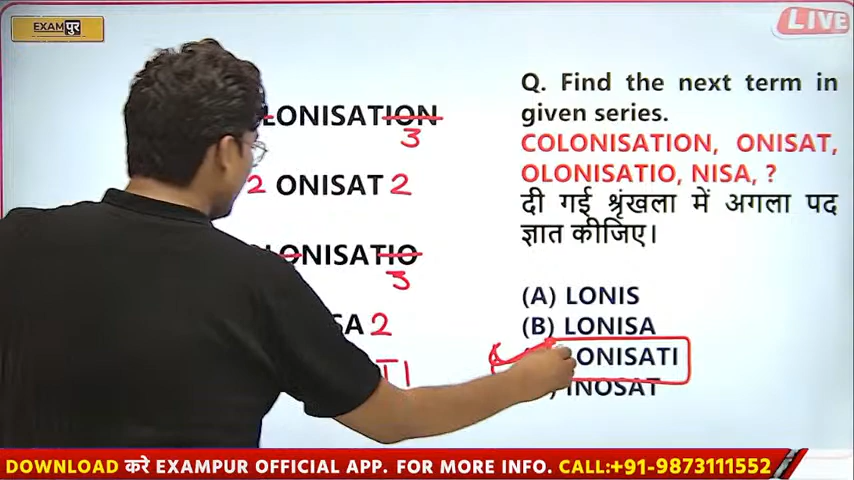 EXAMपुर
LIVE
LONISATION
3
2 ONISAT 2
LONISATIO
3
SA 2
TI
Q. Find the next term in
given series.
COLONISATION, ONISAT,
OLONISATIO, NISA, ?
दी गई श्रृंखला में अगला पद
ज्ञात कीजिए।
(A) LONIS
(B) LONISA
ONISATI
INOSAT
DOWNLOAD करे EXAMPUR OFFICIAL APP. FOR MORE INFO. CALL:+91-9873111552